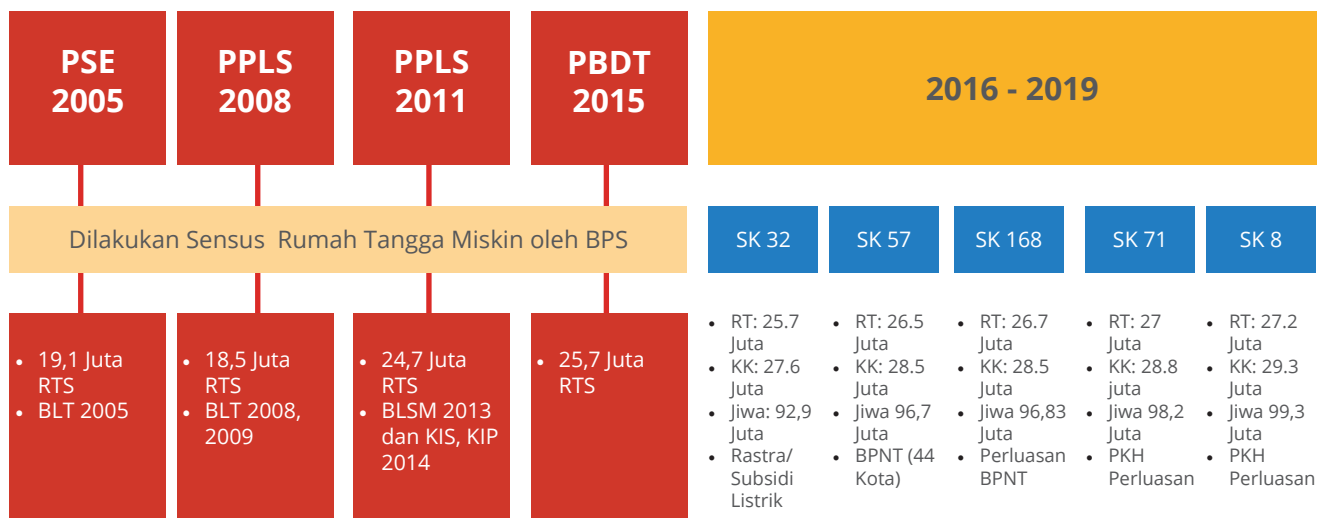 PSE
2005
PPLS
2008
PPLS
2011
PBDT
2015
2016 - 2019
Dilakukan Sensus Rumah Tangga Miskin oleh BPS
SK 32
SK 57
SK 168
SK 71
SK 8
• 19,1 Juta
RTS
• BLT 2005
• 18,5 Juta
RTS
• BLT 2008,
2009
• 24,7 Juta
RTS
• BLSM 2013
dan KIS, KIP
2014
• 25,7 Juta
RTS
• RT: 25.7
Juta
• KK: 27.6
Juta
• Jiwa: 92,9
Juta
• Rastra/
Subsidi
Listrik
• RT: 26.5
Juta
• KK: 28.5
Juta
• Jiwa 96,7
Juta
• BPNT (44
Kota)
• RT: 26.7
Juta
• KK: 28.5
Juta
• Jiwa 96,83
Juta
• Perluasan
BPNT
• RT: 27
Juta
• KK: 28.8
juta
• Jiwa 98,2
Juta
• PKH
Perluasan
• RT: 27.2
Juta
• KK: 29.3
Juta
• Jiwa 99,3
Juta
• PKH
Perluasan